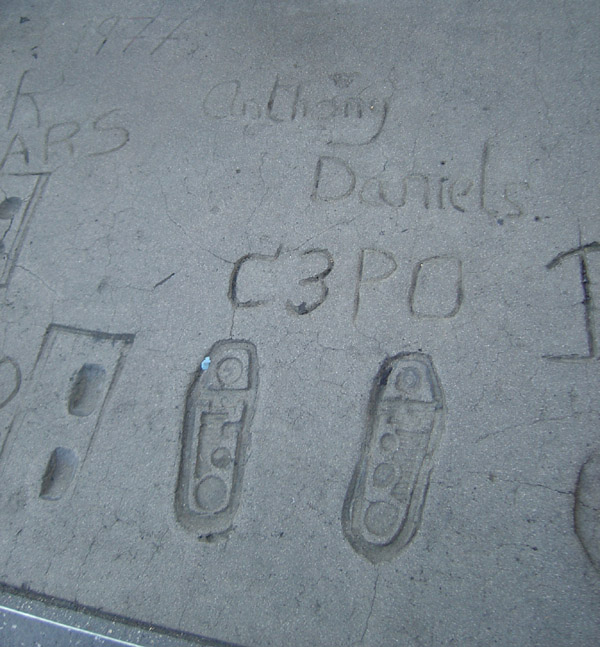 1977
ARS
Anthony
Daniels
C3PO